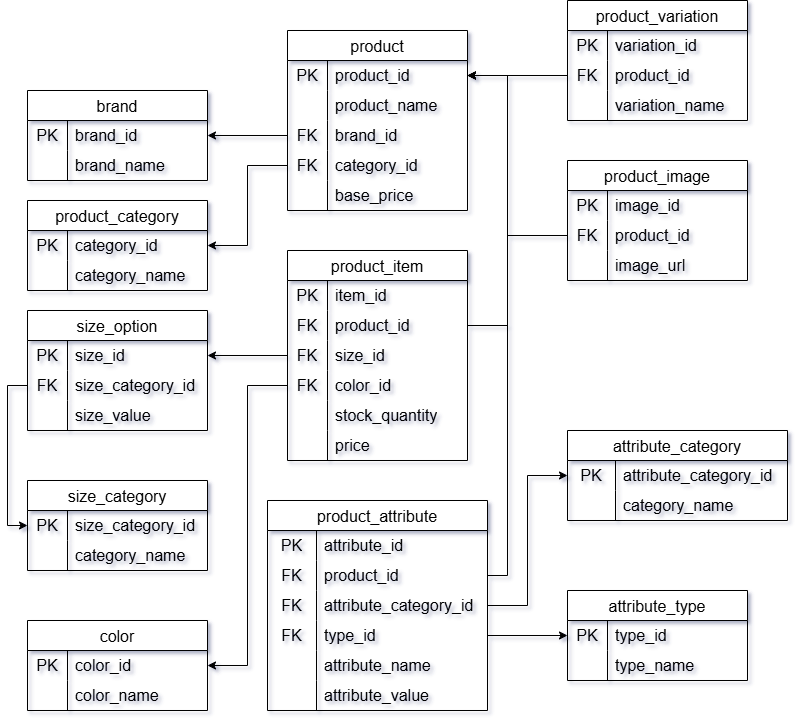 product_variation
PK variation_id
FK product_id
variation_name
product
PK product_id
product_name
FK brand_id
FK category_id
base_price
brand
PK brand_id
brand_name
product_category
PK category_id
category_name
product_image
PK image_id
FK product_id
image_url
product_item
PK item_id
FK product_id
FK size_id
FK color_id
stock_quantity
price
size_option
PK size_id
FK size_category_id
size_value
size_category
PK size_category_id
category_name
attribute_category
PK attribute_category_id
category_name
product_attribute
PK attribute_id
FK product_id
FK attribute_category_id
FK type_id
attribute_name
attribute_value
attribute_type
PK type_id
type_name
color
PK color_id
color_name